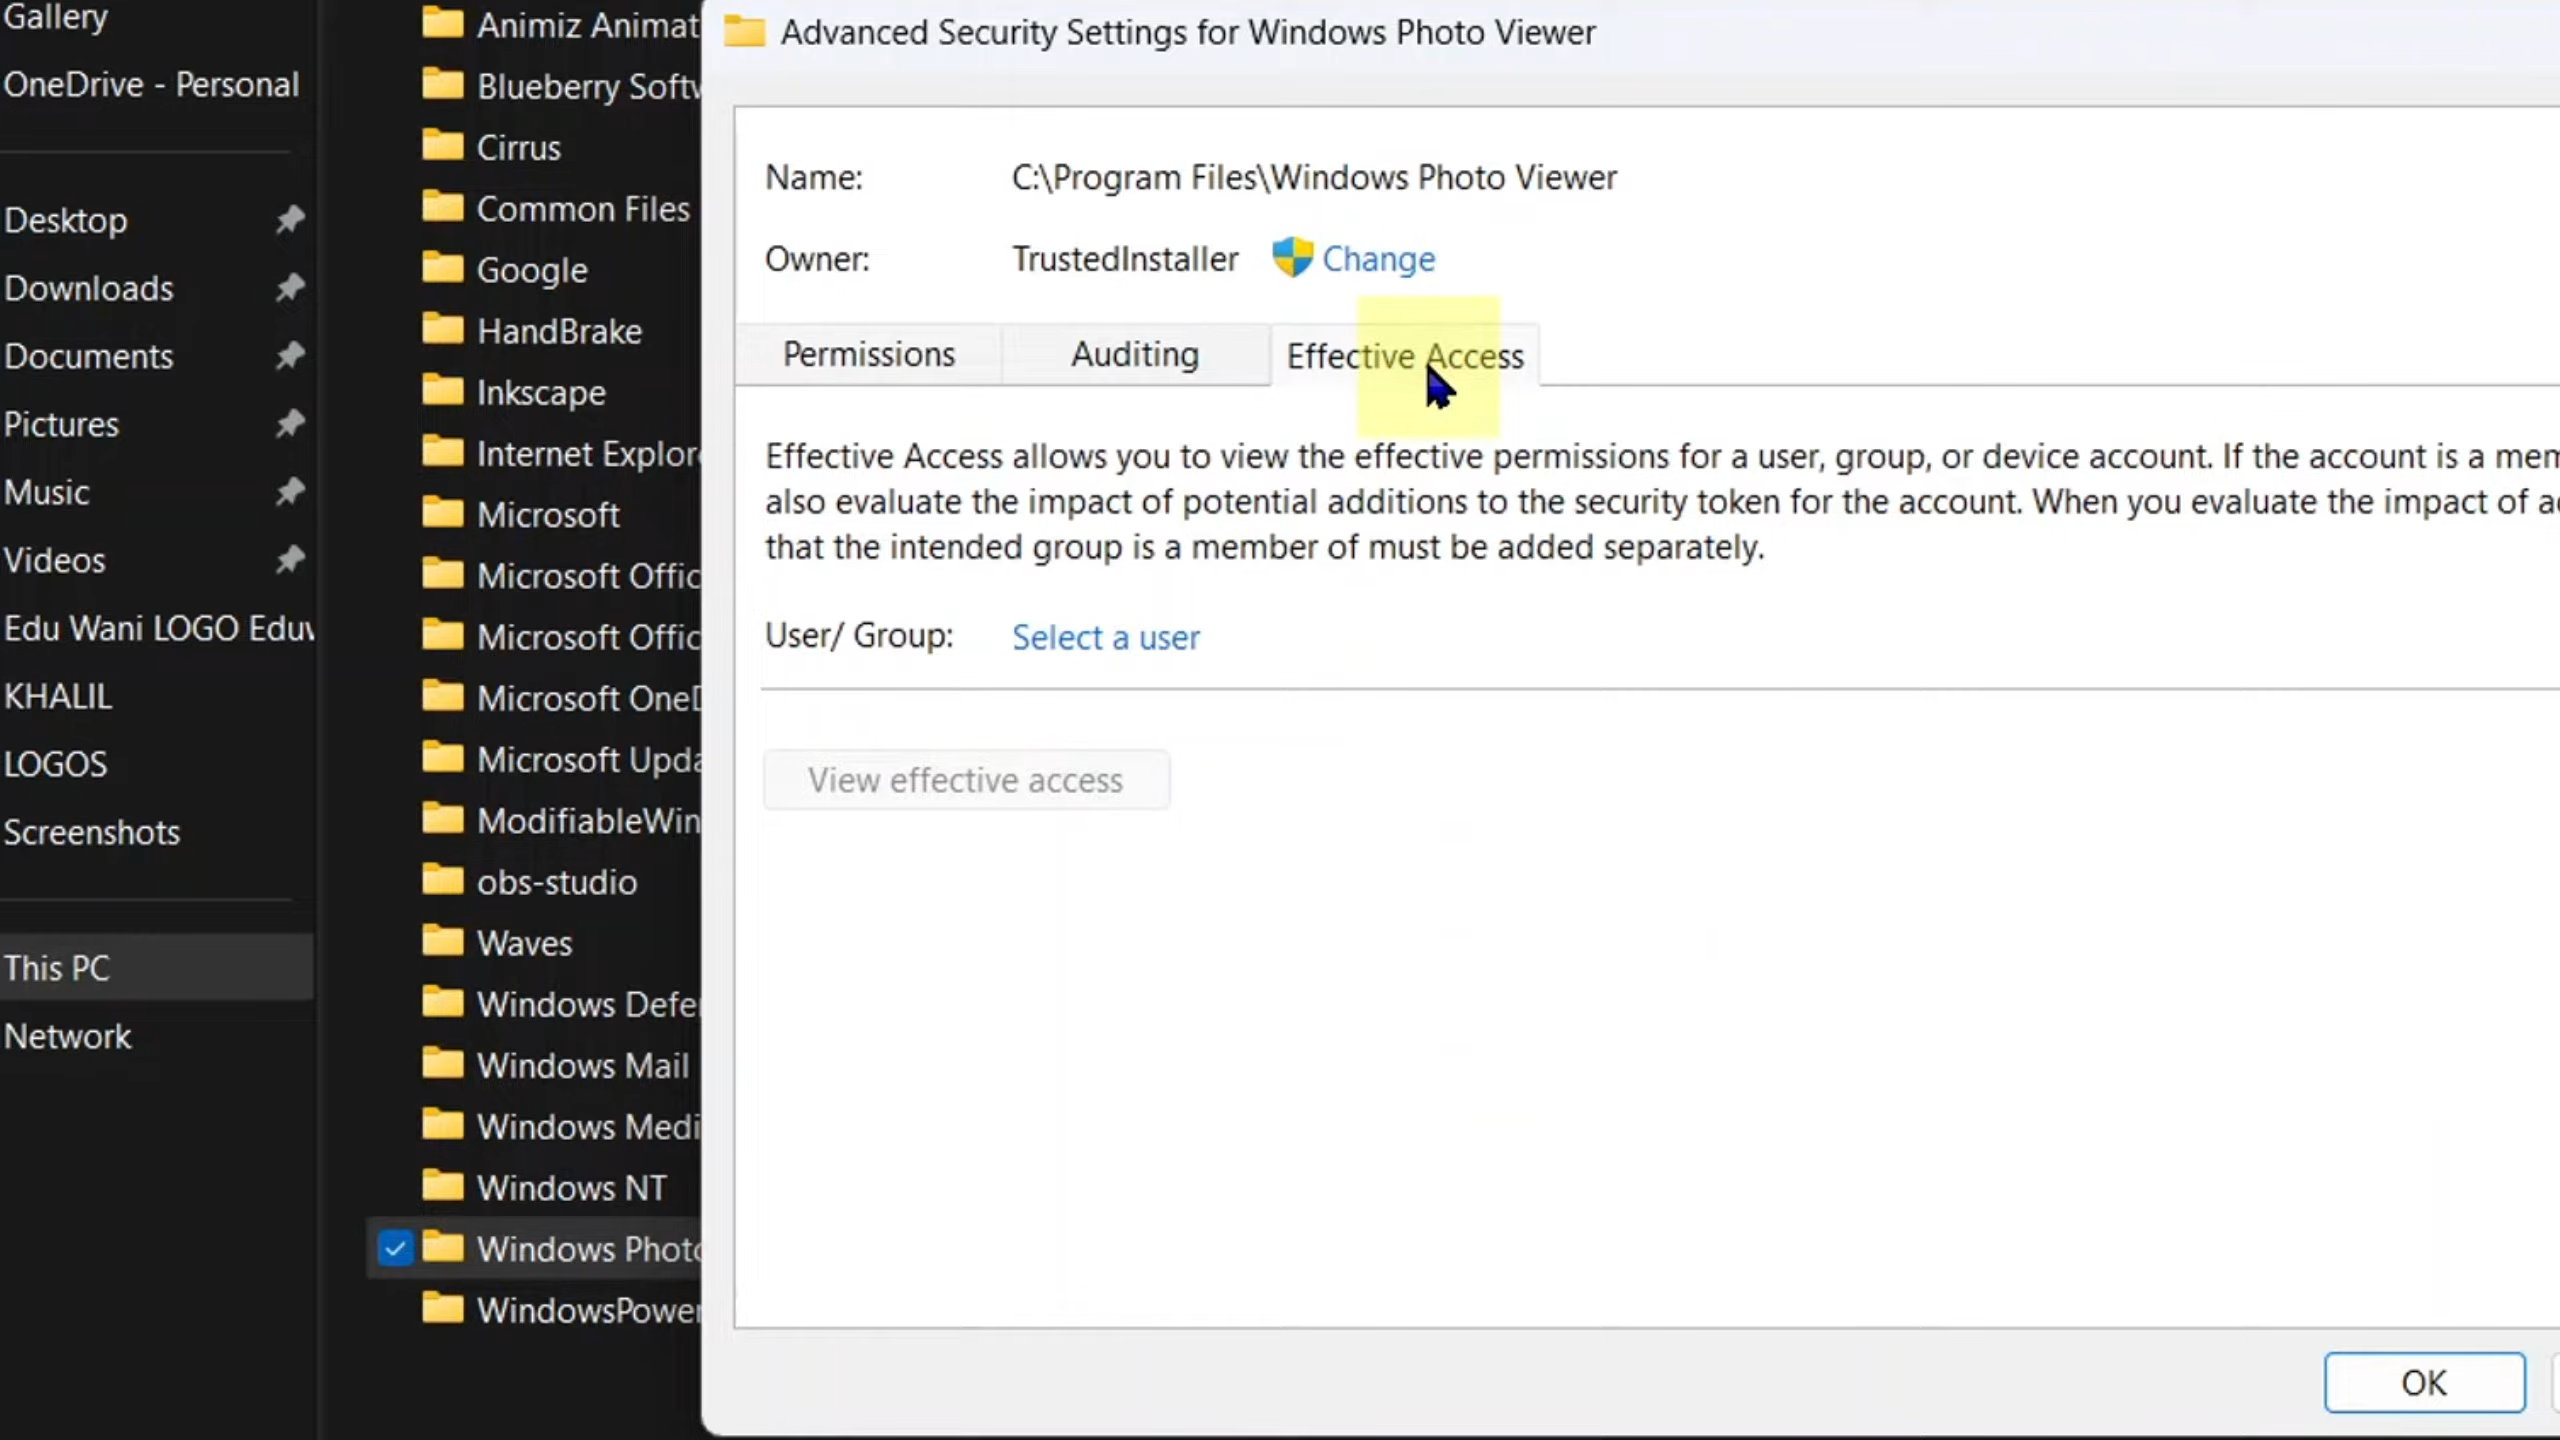 Gallery
OneDrive - Personal
Desktop
Downloads
Documents
Pictures
Music
Videos
Edu Wani LOGO
KHALIL
LOGOS
Screenshots
This PC
Network
Animiz Animat
Blueberry Softw
Cirrus
Common Files
Google
HandBrake
Inkscape
Internet Explor
Microsoft
Microsoft Offic
Microsoft Offic
Microsoft OneD
Microsoft Upda
ModifiableWin
obs-studio
Waves
Windows Defe
Windows Mail
Windows Medi
Windows NT
Windows Photo
WindowsPower
Advanced Security Settings for Windows Photo Viewer
Name: C:\Program Files\Windows Photo Viewer
Owner: TrustedInstaller Change
Permissions Auditing Effective Access
Effective Access allows you to view the effective permissions for a user, group, or device account. If the account is a mem
also evaluate the impact of potential additions to the security token for the account. When you evaluate the impact of ad
that the intended group is a member of must be added separately.
User/ Group: Select a user
View effective access
OK